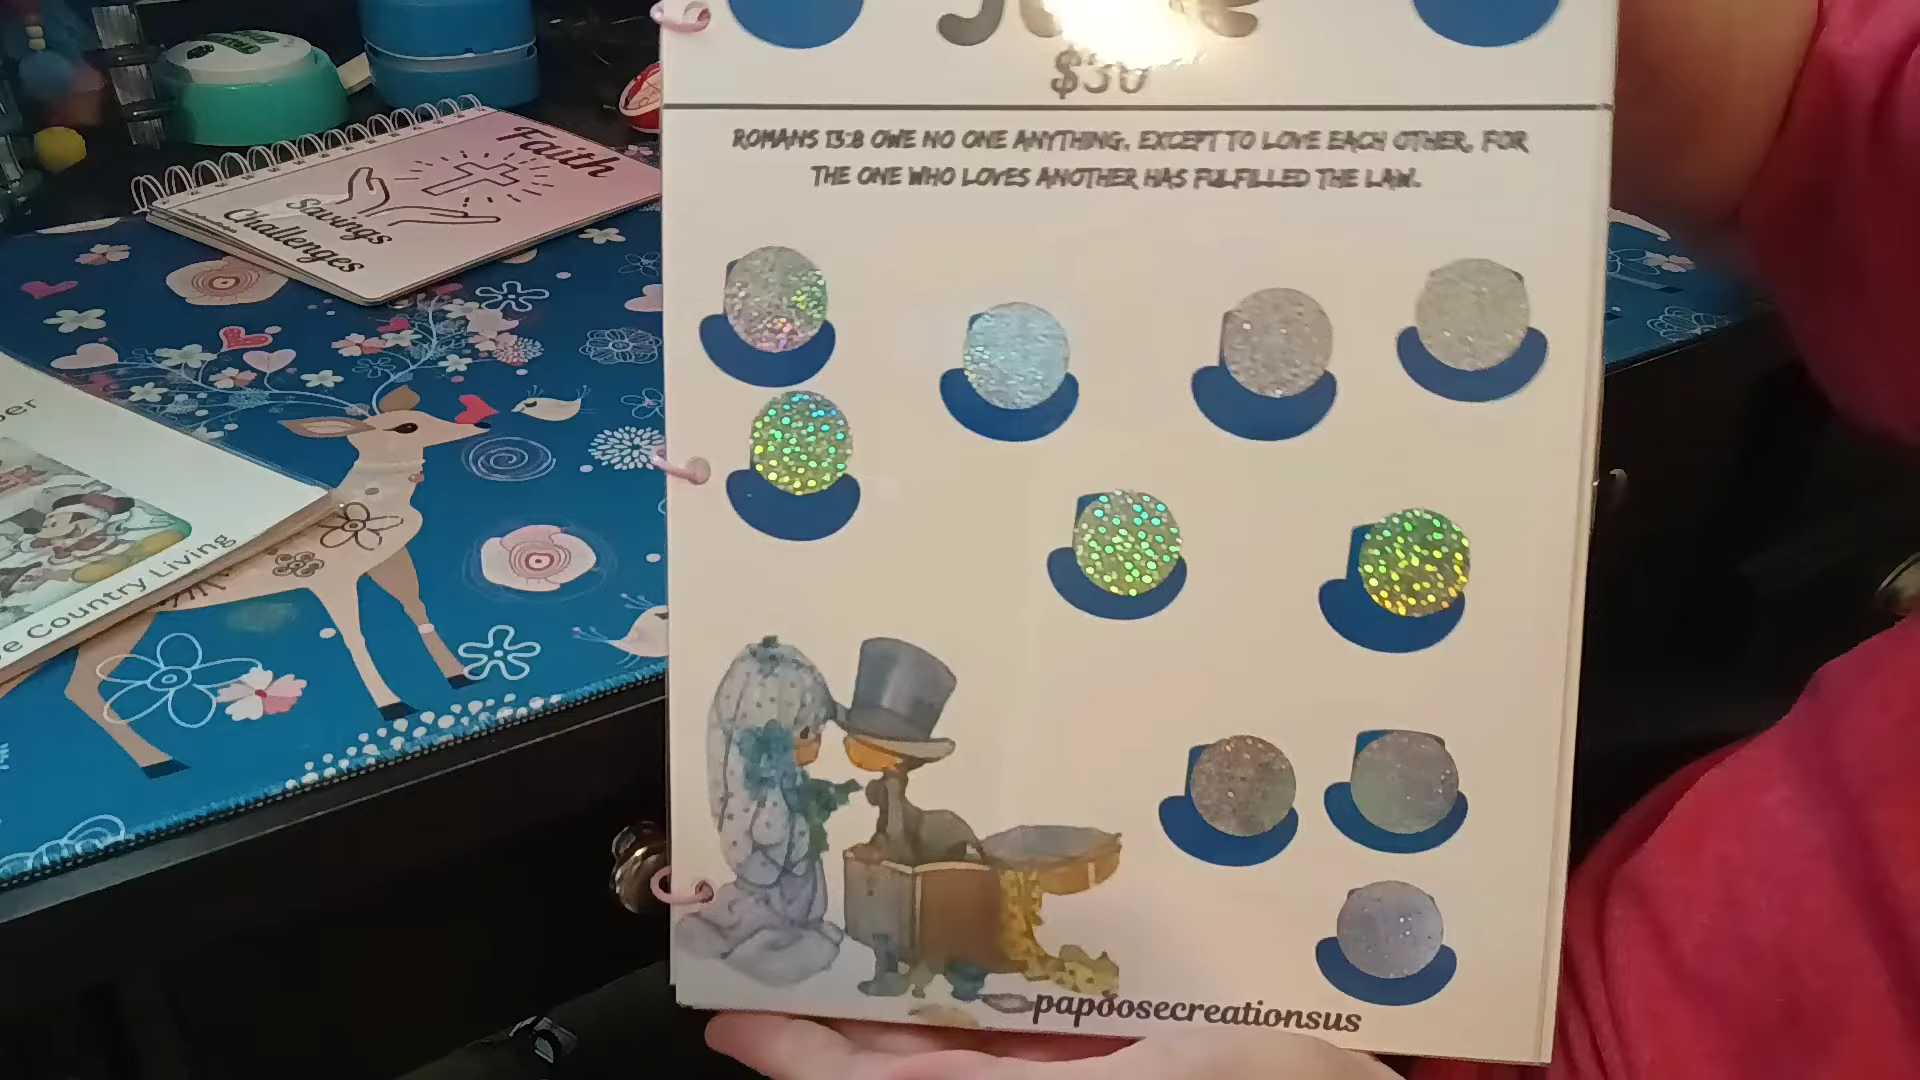 $30
ROMANS 13:8 OWE NO ONE ANYTHING, EXCEPT TO LOVE EACH OTHER, FOR
THE ONE WHO LOVES ANOTHER HAS FULFILLED THE LAW.
papoosecreationsus
Faith
Savings
Challenges
Country Living